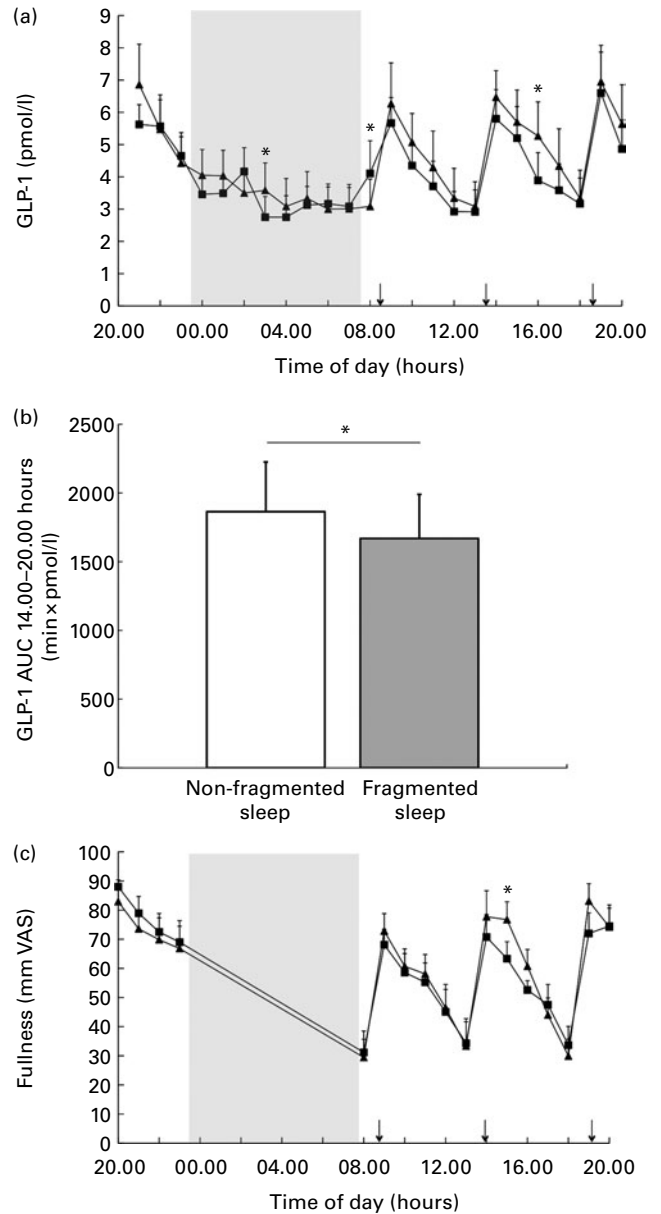 (a)
9
8
7
6
5
4
3
2
1
0
GLP-1 (pmol/l)
*
*
*
20.00 00.00 04.00 08.00 12.00 16.00 20.00
Time of day (hours)
(b)
2500
2000
1500
1000
500
0
GLP-1 AUC 14.00–20.00 hours
(min×pmol/l)
*
Non-fragmented
sleep
Fragmented
sleep
(c)
100
90
80
70
60
50
40
30
20
10
0
Fullness (mm VAS)
*
20.00 00.00 04.00 08.00 12.00 16.00 20.00
Time of day (hours)